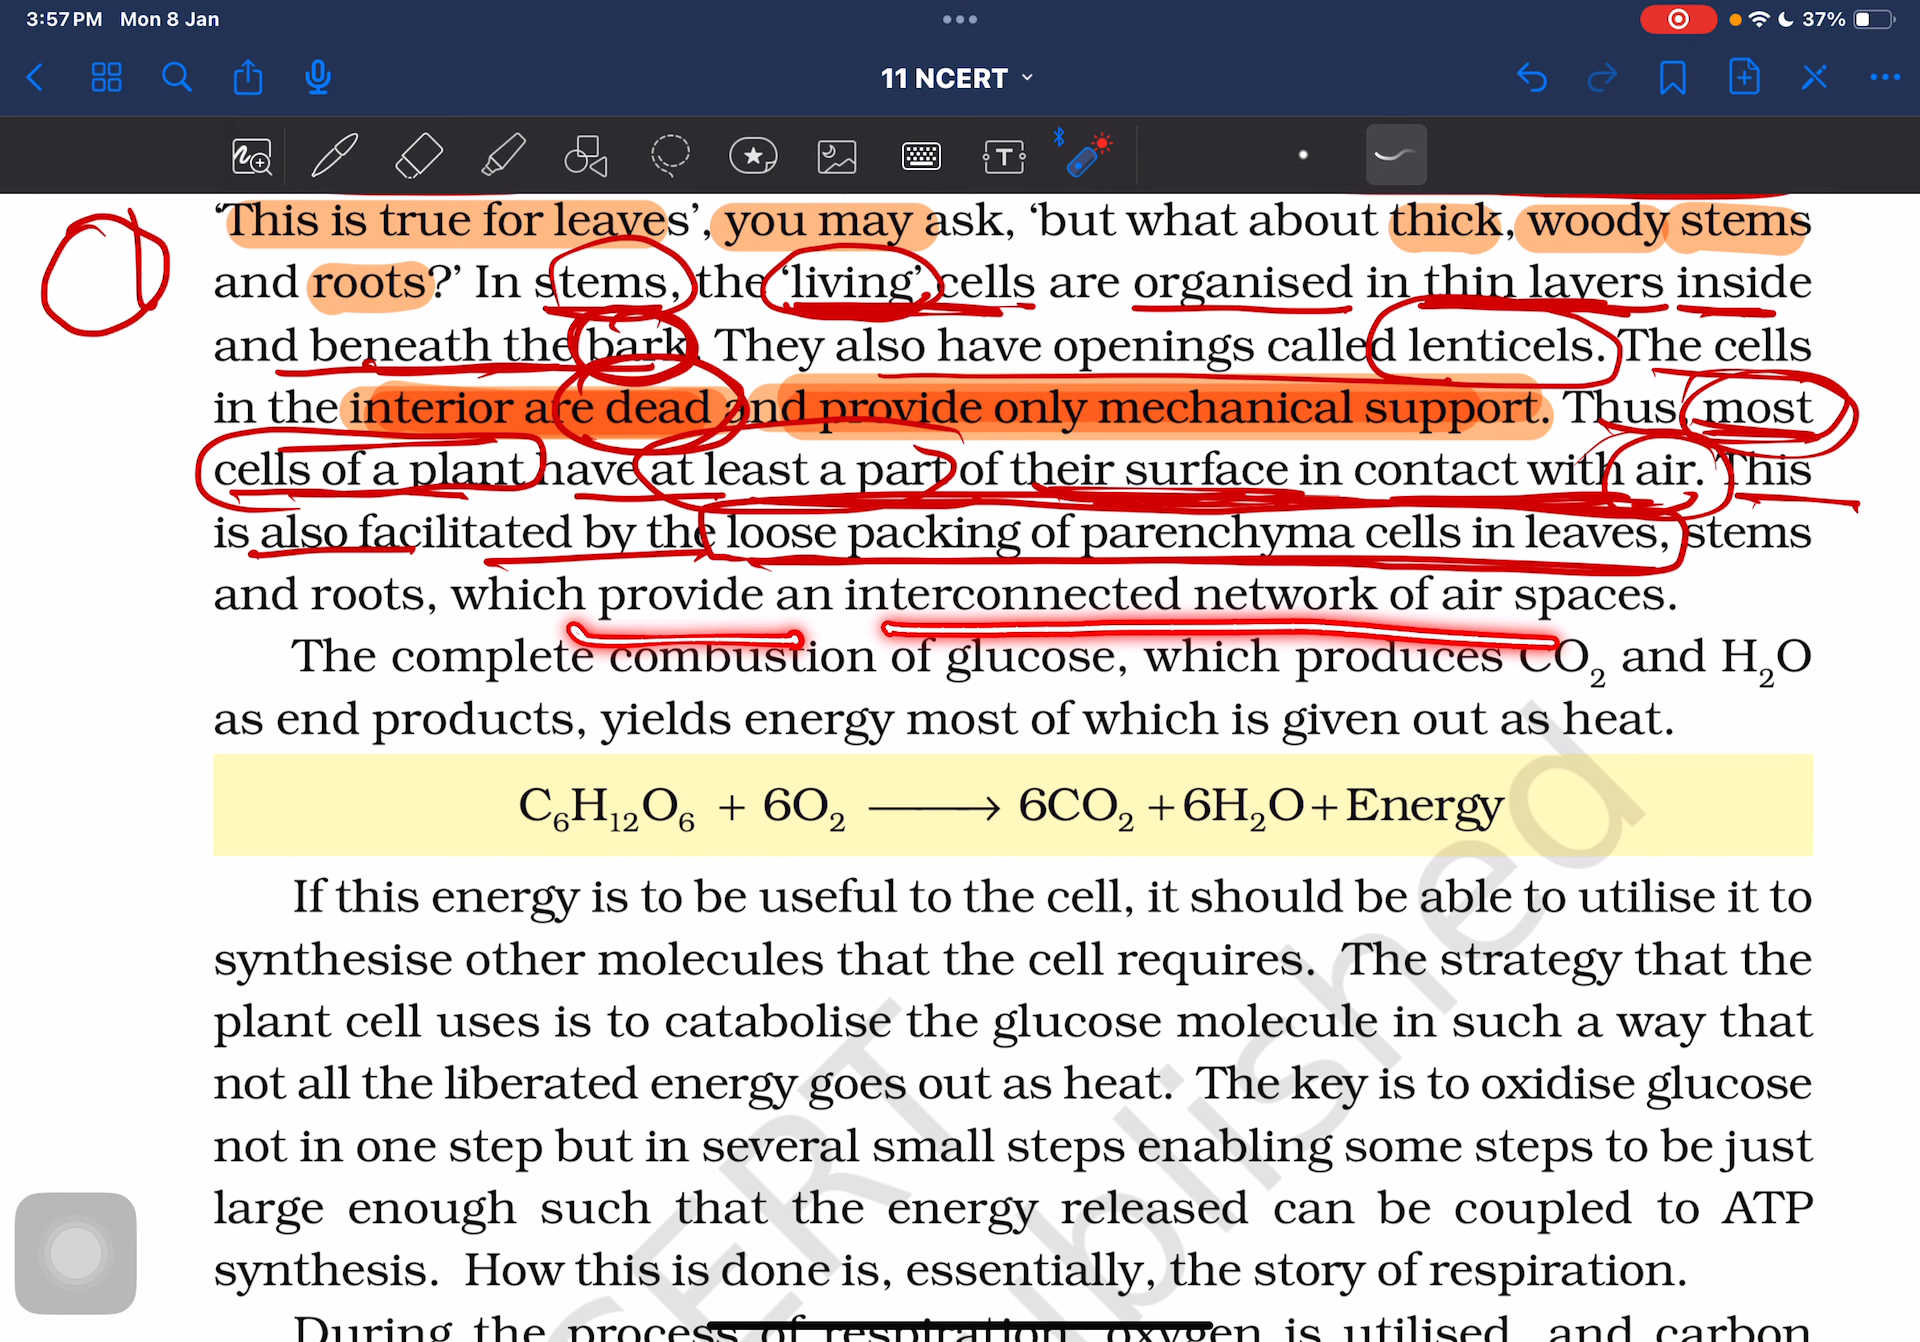 3:57 PM Mon 8 Jan
37%
11 NCERT
'This is true for leaves', you may ask, 'but what about thick, woody stems
and roots?' In stems, the 'living' cells are organised in thin layers inside
and beneath the bark. They also have openings called lenticels. The cells
in the interior are dead and provide only mechanical support. Thus, most
cells of a plant have at least a part of their surface in contact with air. This
is also facilitated by the loose packing of parenchyma cells in leaves, stems
and roots, which provide an interconnected network of air spaces.
The complete combustion of glucose, which produces CO₂ and H₂O
as end products, yields energy most of which is given out as heat.
C₆H₁₂O₆ + 6O₂ ⟶ 6CO₂ + 6H₂O + Energy
If this energy is to be useful to the cell, it should be able to utilise it to
synthesise other molecules that the cell requires. The strategy that the
plant cell uses is to catabolise the glucose molecule in such a way that
not all the liberated energy goes out as heat. The key is to oxidise glucose
not in one step but in several small steps enabling some steps to be just
large enough such that the energy released can be coupled to ATP
synthesis. How this is done is, essentially, the story of respiration.
During the process of respiration, oxygen is utilised, and carbon